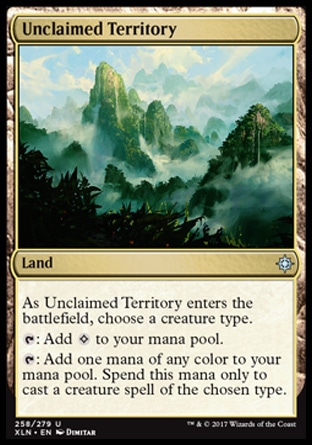 Unclaimed Territory
Land
As Unclaimed Territory enters the
battlefield, choose a creature type.
: Add to your mana pool.
: Add one mana of any color to your
mana pool. Spend this mana only to
cast a creature spell of the chosen type.
258/279 U
XLN • EN Dimitar
™ & © 2017 Wizards of the Coast